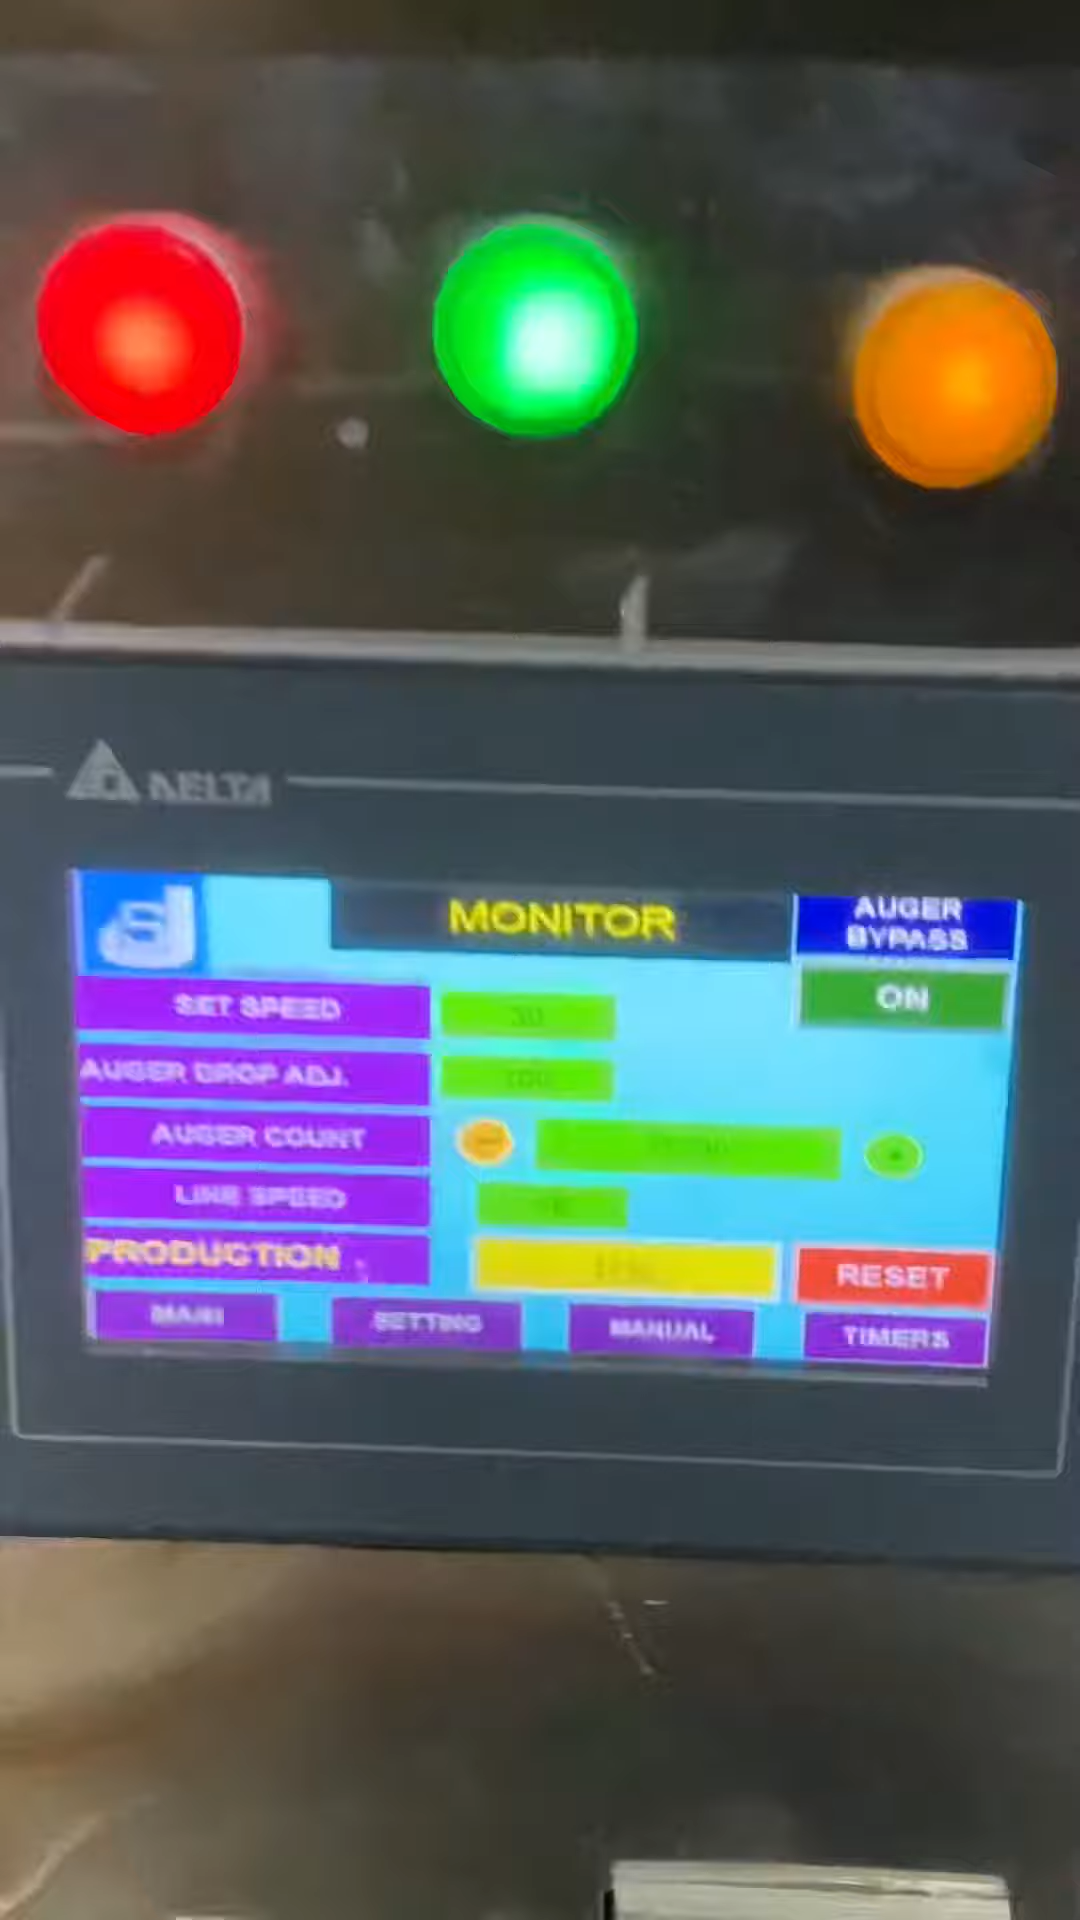 DELTA
MONITOR
AUGER
BYPASS
ON
SET SPEED
AUGER DROP ADJ.
AUGER COUNT
LINE SPEED
PRODUCTION
RESET
MAIN
SETTING
MANUAL
TIMERS